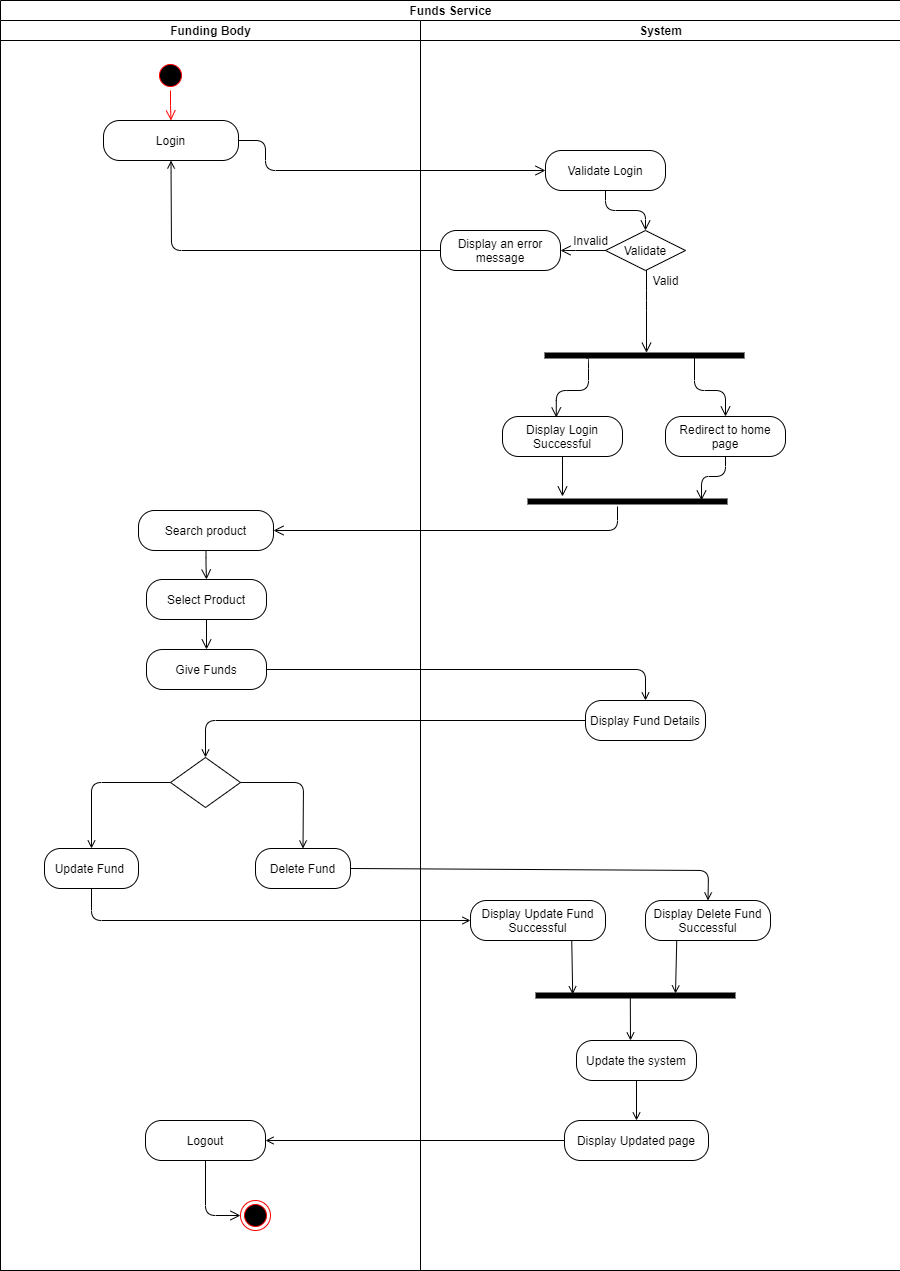 Funds Service
Funding Body
System
Login
Validate Login
Display an error
message
Invalid
Validate
Valid
Display Login
Successful
Redirect to home
page
Search product
Select Product
Give Funds
Display Fund Details
Update Fund
Delete Fund
Display Update Fund
Successful
Display Delete Fund
Successful
Update the system
Logout
Display Updated page